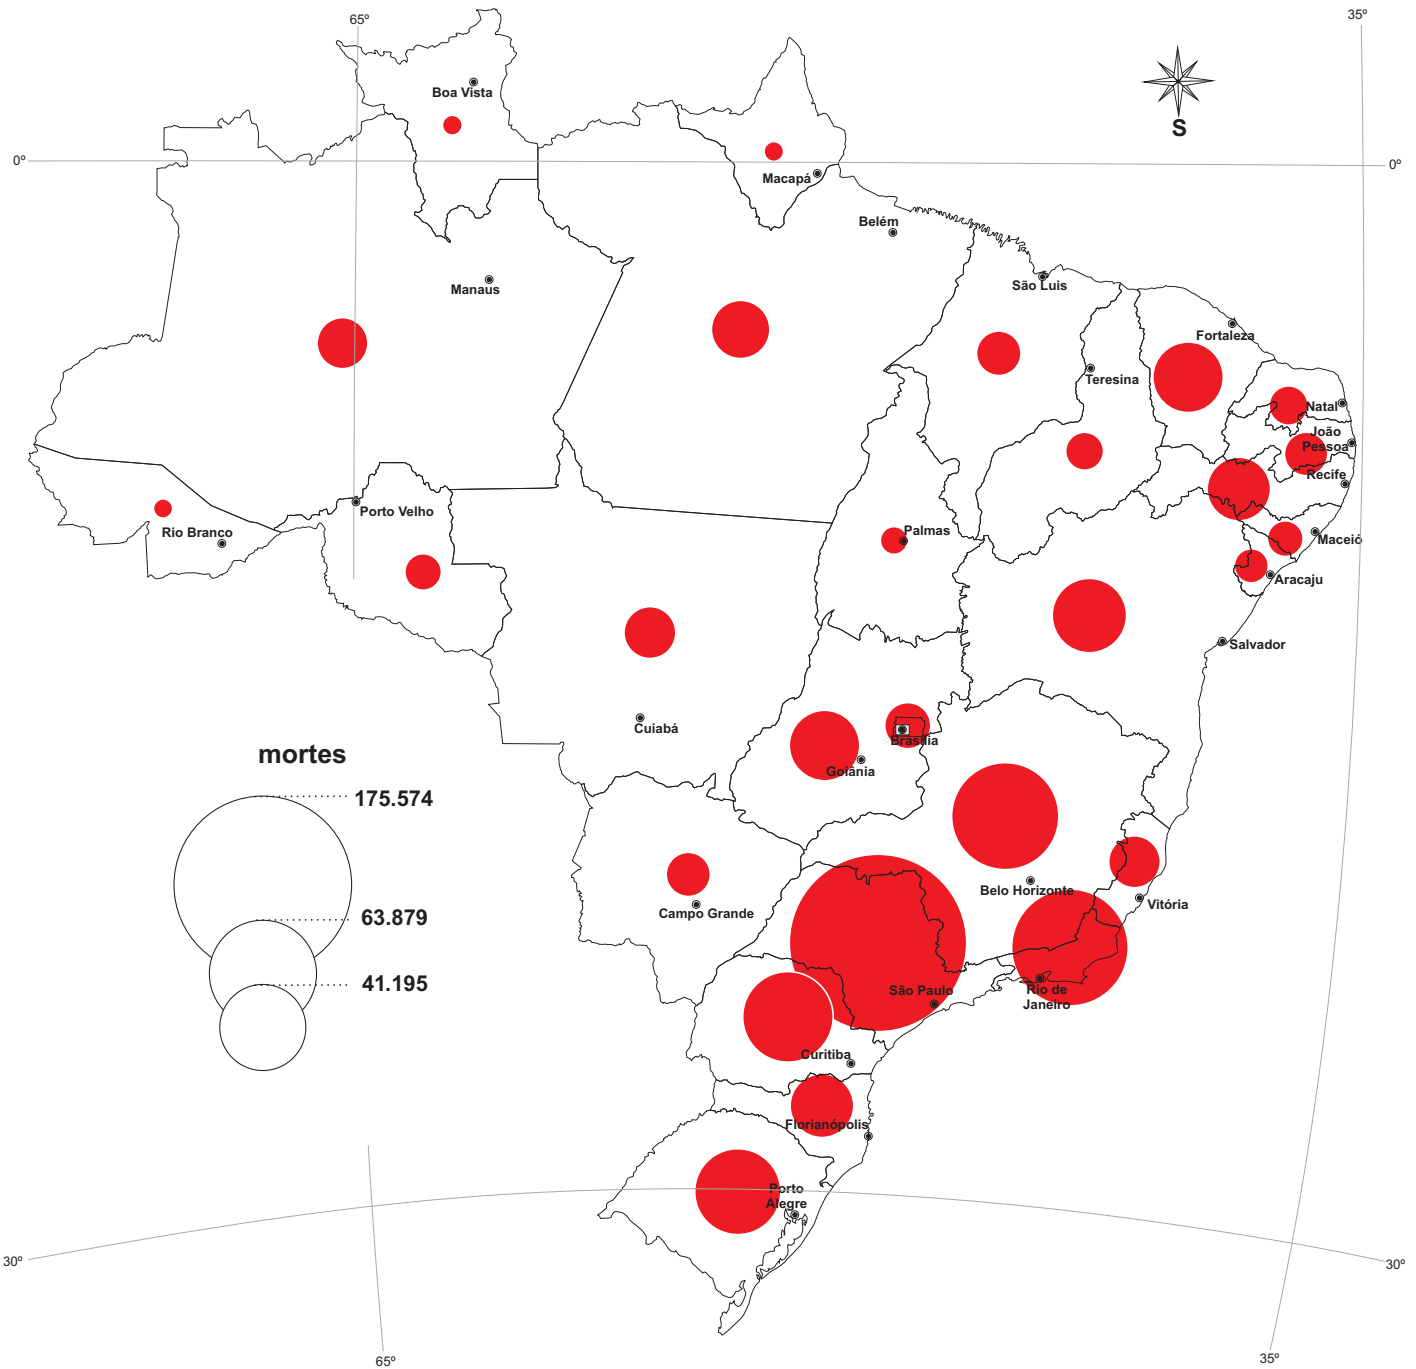 65º
35º
Boa Vista
S
0º
0º
Macapá
Belém
Manaus
São Luis
Fortaleza
Teresina
Natal
João
Pessoa
Recife
Porto Velho
Rio Branco
Palmas
Maceió
Aracaju
Salvador
Cuiabá
Brasília
Goiânia
mortes
175.574
63.879
41.195
Belo Horizonte
Vitória
Campo Grande
São Paulo
Rio de
Janeiro
Curitiba
Florianópolis
Porto
Alegre
30º
30º
65º
35º